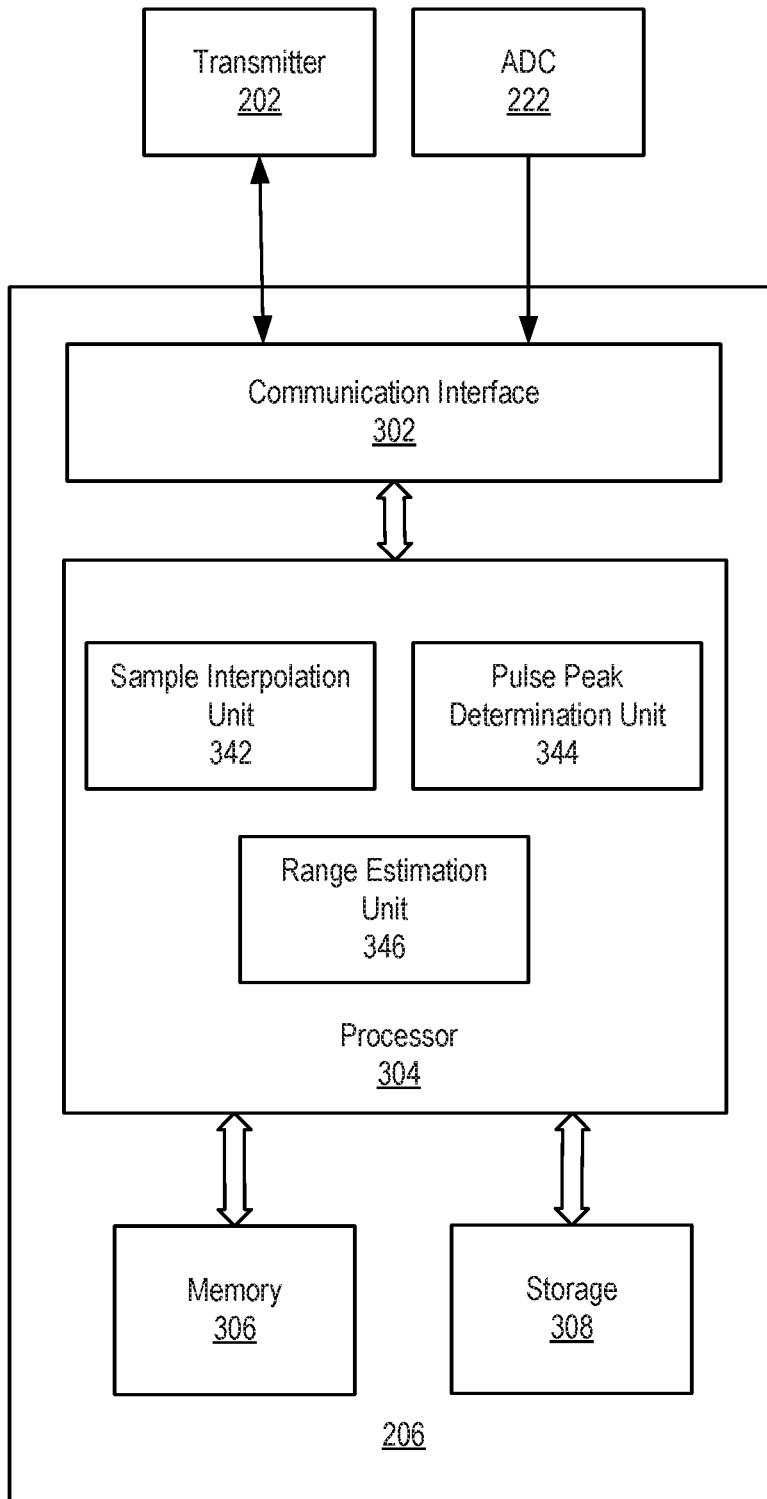 Transmitter
202
ADC
222
Communication Interface
302
Sample Interpolation
Unit
342
Pulse Peak
Determination Unit
344
Range Estimation
Unit
346
Processor
304
Memory
306
Storage
308
206